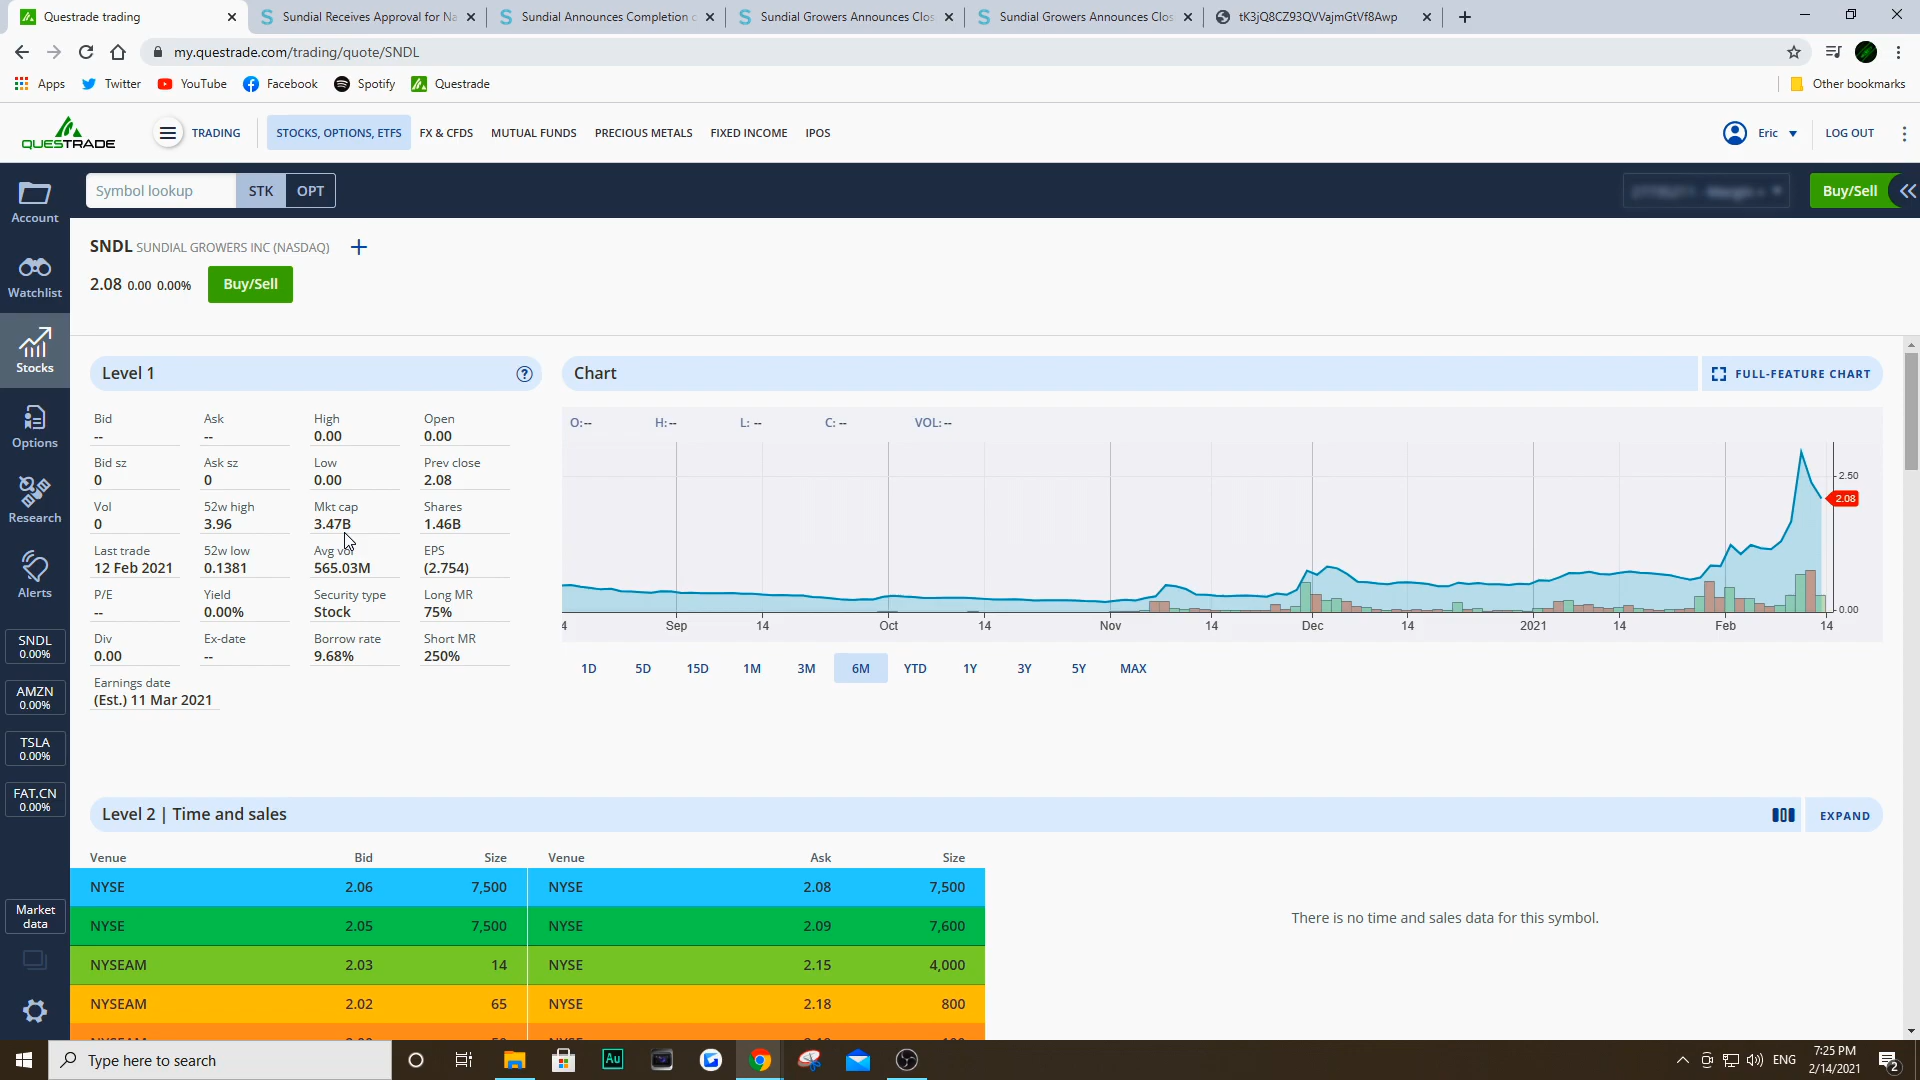 Questrade trading
Sundial Receives Approval for Na
Sundial Announces Completion o
Sundial Growers Announces Clos
Sundial Growers Announces Clos
tK3jQ8CZ93QVVajmGtVf8Awp
my.questrade.com/trading/quote/SNDL
Apps Twitter YouTube Facebook Spotify Questrade Other bookmarks
QUESTRADE TRADING STOCKS, OPTIONS, ETFS FX & CFDS MUTUAL FUNDS PRECIOUS METALS FIXED INCOME IPOS Eric LOG OUT
Account
Watchlist
Stocks
Options
Research
Alerts
SNDL
0.00%
AMZN
0.00%
TSLA
0.00%
FAT.CN
0.00%
Market
data
Symbol lookup STK OPT Buy/Sell
SNDL SUNDIAL GROWERS INC (NASDAQ) +
2.08 0.00 0.00% Buy/Sell
Level 1 ?
Bid Ask High Open
-- -- 0.00 0.00
Bid sz Ask sz Low Prev close
0 0 0.00 2.08
Vol 52w high Mkt cap Shares
0 3.96 3.47B 1.46B
Last trade 52w low Avg vol EPS
12 Feb 2021 0.1381 565.03M (2.754)
P/E Yield Security type Long MR
-- 0.00% Stock 75%
Div Ex-date Borrow rate Short MR
0.00 -- 9.68% 250%
Earnings date
(Est.) 11 Mar 2021
Chart FULL-FEATURE CHART
O:-- H:-- L: -- C: -- VOL: --
2.50
2.08
0.00
4 Sep 14 Oct 14 Nov 14 Dec 14 2021 14 Feb 14
1D 5D 15D 1M 3M 6M YTD 1Y 3Y 5Y MAX
Level 2 | Time and sales EXPAND
Venue Bid Size Venue Ask Size
NYSE 2.06 7,500 NYSE 2.08 7,500
NYSE 2.05 7,500 NYSE 2.09 7,600
NYSEAM 2.03 14 NYSE 2.15 4,000
NYSEAM 2.02 65 NYSE 2.18 800
There is no time and sales data for this symbol.
Type here to search
Au
ENG
7:25 PM
2/14/2021
2